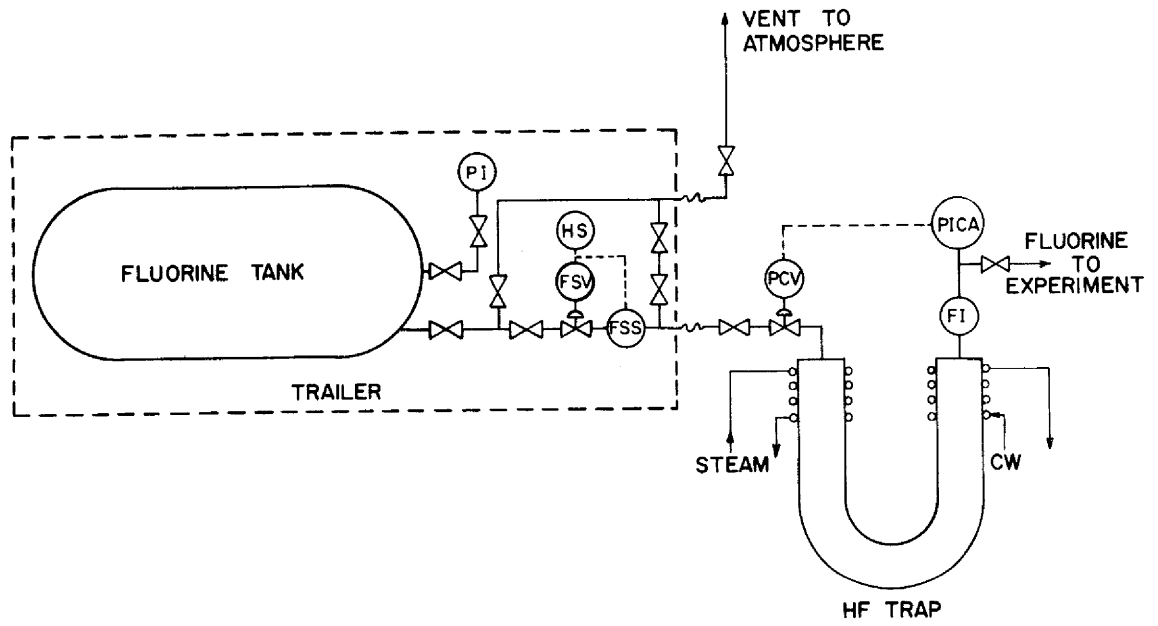 VENT TO
ATMOSPHERE
PI
HS
FLUORINE TANK
FSV
FSS
TRAILER
PCV
PICA
FLUORINE
TO
EXPERIMENT
FI
STEAM
CW
HF TRAP